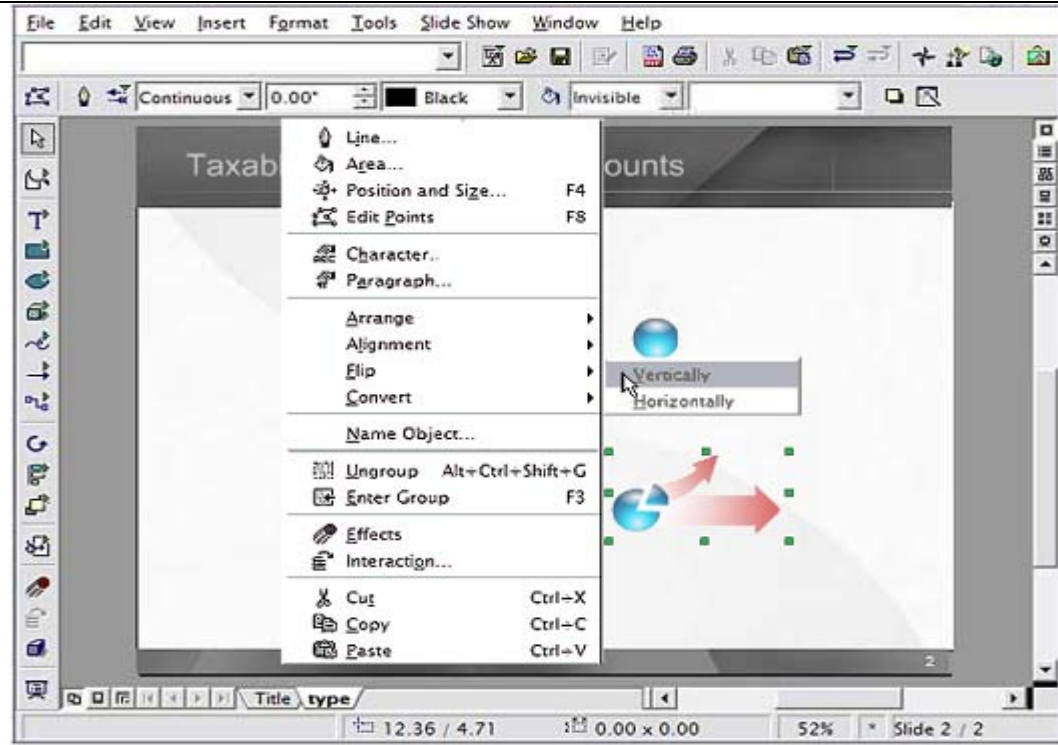 File Edit View Insert Format Tools Slide Show Window Help
Continuous 0.00" Black Invisible
Taxab ounts
Line...
Area...
Position and Size... F4
Edit Points F8
Character..
Paragraph...
Arrange
Alignment
Flip
Convert
Vertically
Horizontally
Name Object...
Ungroup Alt+Ctrl+Shift+G
Enter Group F3
Effects
Interaction...
Cut Ctrl+X
Copy Ctrl+C
Paste Ctrl+V
2
Title type
12.36 / 4.71 0.00 x 0.00 52% * Slide 2 / 2